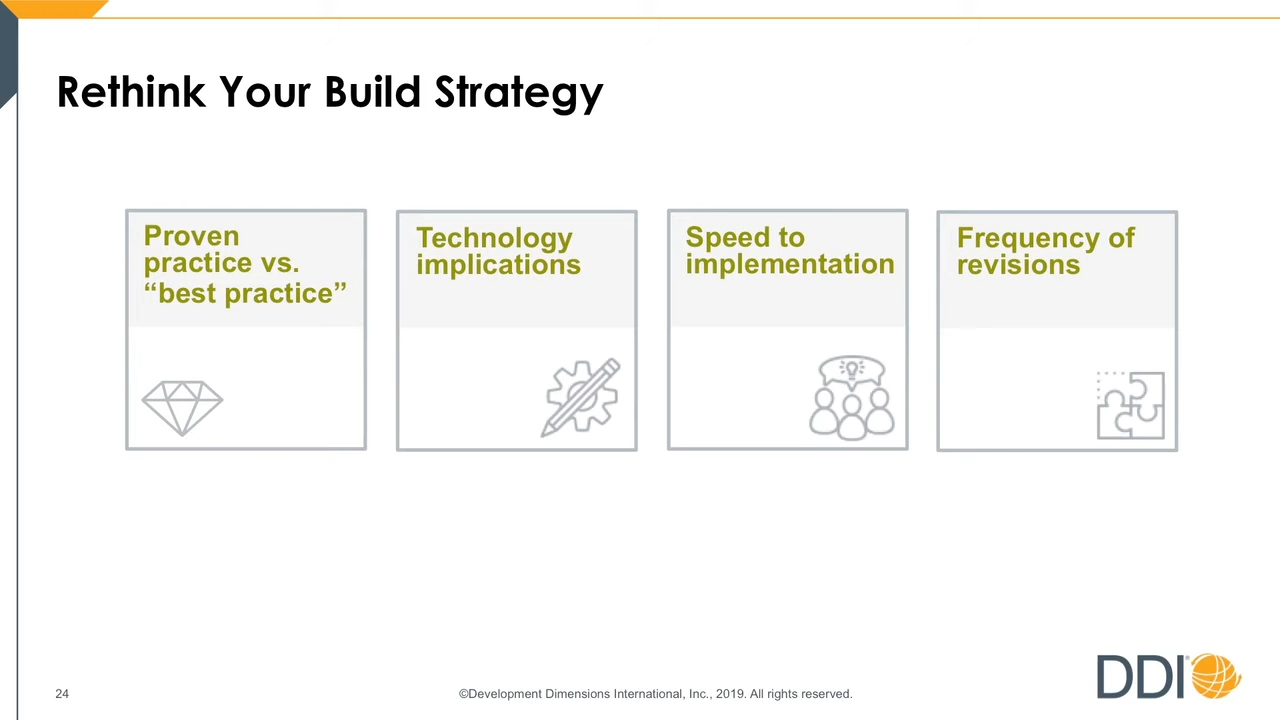 Rethink Your Build Strategy
Proven
practice vs.
“best practice”
Technology
implications
Speed to
implementation
Frequency of
revisions
24
©Development Dimensions International, Inc., 2019. All rights reserved.
DDI